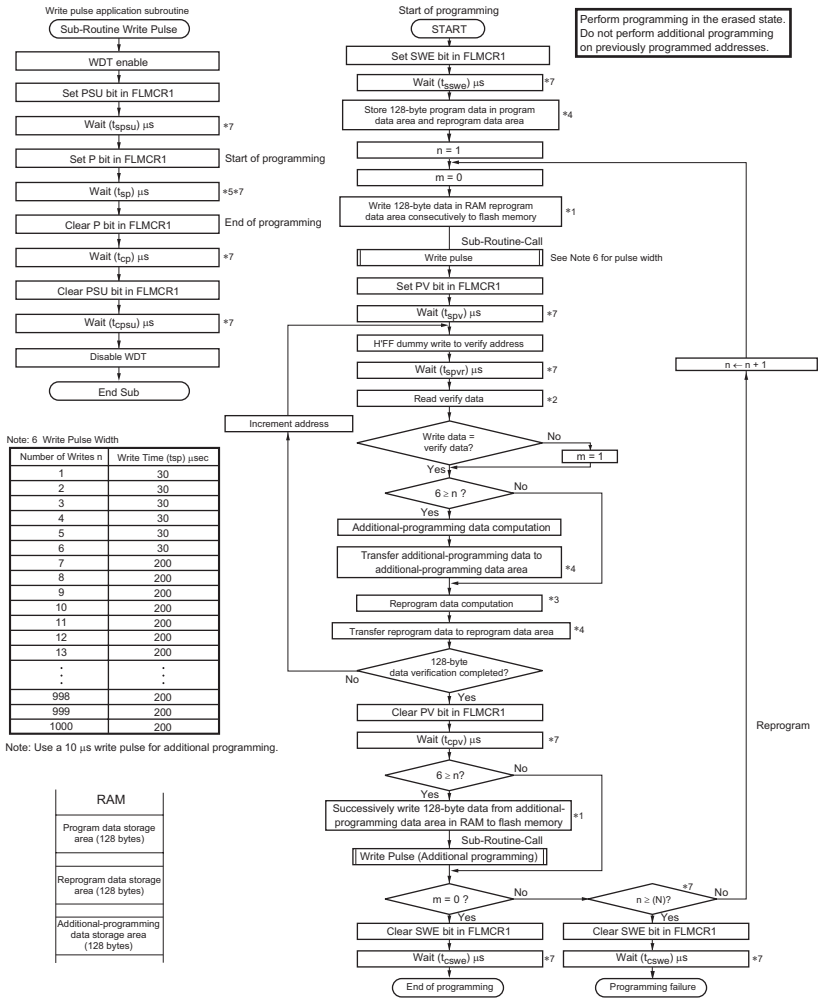 Write pulse application subroutine
Sub-Routine Write Pulse
WDT enable
Set PSU bit in FLMCR1
Wait (tspsu) μs
*7
Set P bit in FLMCR1
Start of programming
Wait (tsp) μs
*5*7
Clear P bit in FLMCR1
End of programming
Wait (tcp) μs
*7
Clear PSU bit in FLMCR1
Wait (tcpsu) μs
*7
Disable WDT
End Sub
Note: 6 Write Pulse Width
Number of Writes n Write Time (tsp) μsec
1 30
2 30
3 30
4 30
5 30
6 30
7 200
8 200
9 200
10 200
11 200
12 200
13 200
998 200
999 200
1000 200
Note: Use a 10 μs write pulse for additional programming.
RAM
Program data storage
area (128 bytes)
Reprogram data storage
area (128 bytes)
Additional-programming
data storage area
(128 bytes)
Start of programming
START
Set SWE bit in FLMCR1
Wait (tsswe) μs
*7
Store 128-byte program data in program
data area and reprogram data area
*4
n = 1
m = 0
Write 128-byte data in RAM reprogram
data area consecutively to flash memory
*1
Sub-Routine-Call
Write pulse
See Note 6 for pulse width
Set PV bit in FLMCR1
Wait (tspv) μs
*7
H'FF dummy write to verify address
Wait (tspvr) μs
*7
Read verify data
*2
Increment address
Write data =
verify data?
No
m = 1
Yes
6 ≥ n ?
No
Yes
Additional-programming data computation
Transfer additional-programming data to
additional-programming data area
*4
Reprogram data computation
*3
Transfer reprogram data to reprogram data area
*4
128-byte
data verification completed?
No
Yes
Clear PV bit in FLMCR1
Wait (tcpv) μs
*7
6 ≥ n?
No
Yes
Successively write 128-byte data from additional-
programming data area in RAM to flash memory
*1
Sub-Routine-Call
Write Pulse (Additional programming)
m = 0 ?
No
Yes
Clear SWE bit in FLMCR1
Wait (tcswe) μs
*7
End of programming
n ≥ (N)?
*7
No
Yes
Clear SWE bit in FLMCR1
Wait (tcswe) μs
*7
Programming failure
n ← n + 1
Reprogram
Perform programming in the erased state.
Do not perform additional programming
on previously programmed addresses.